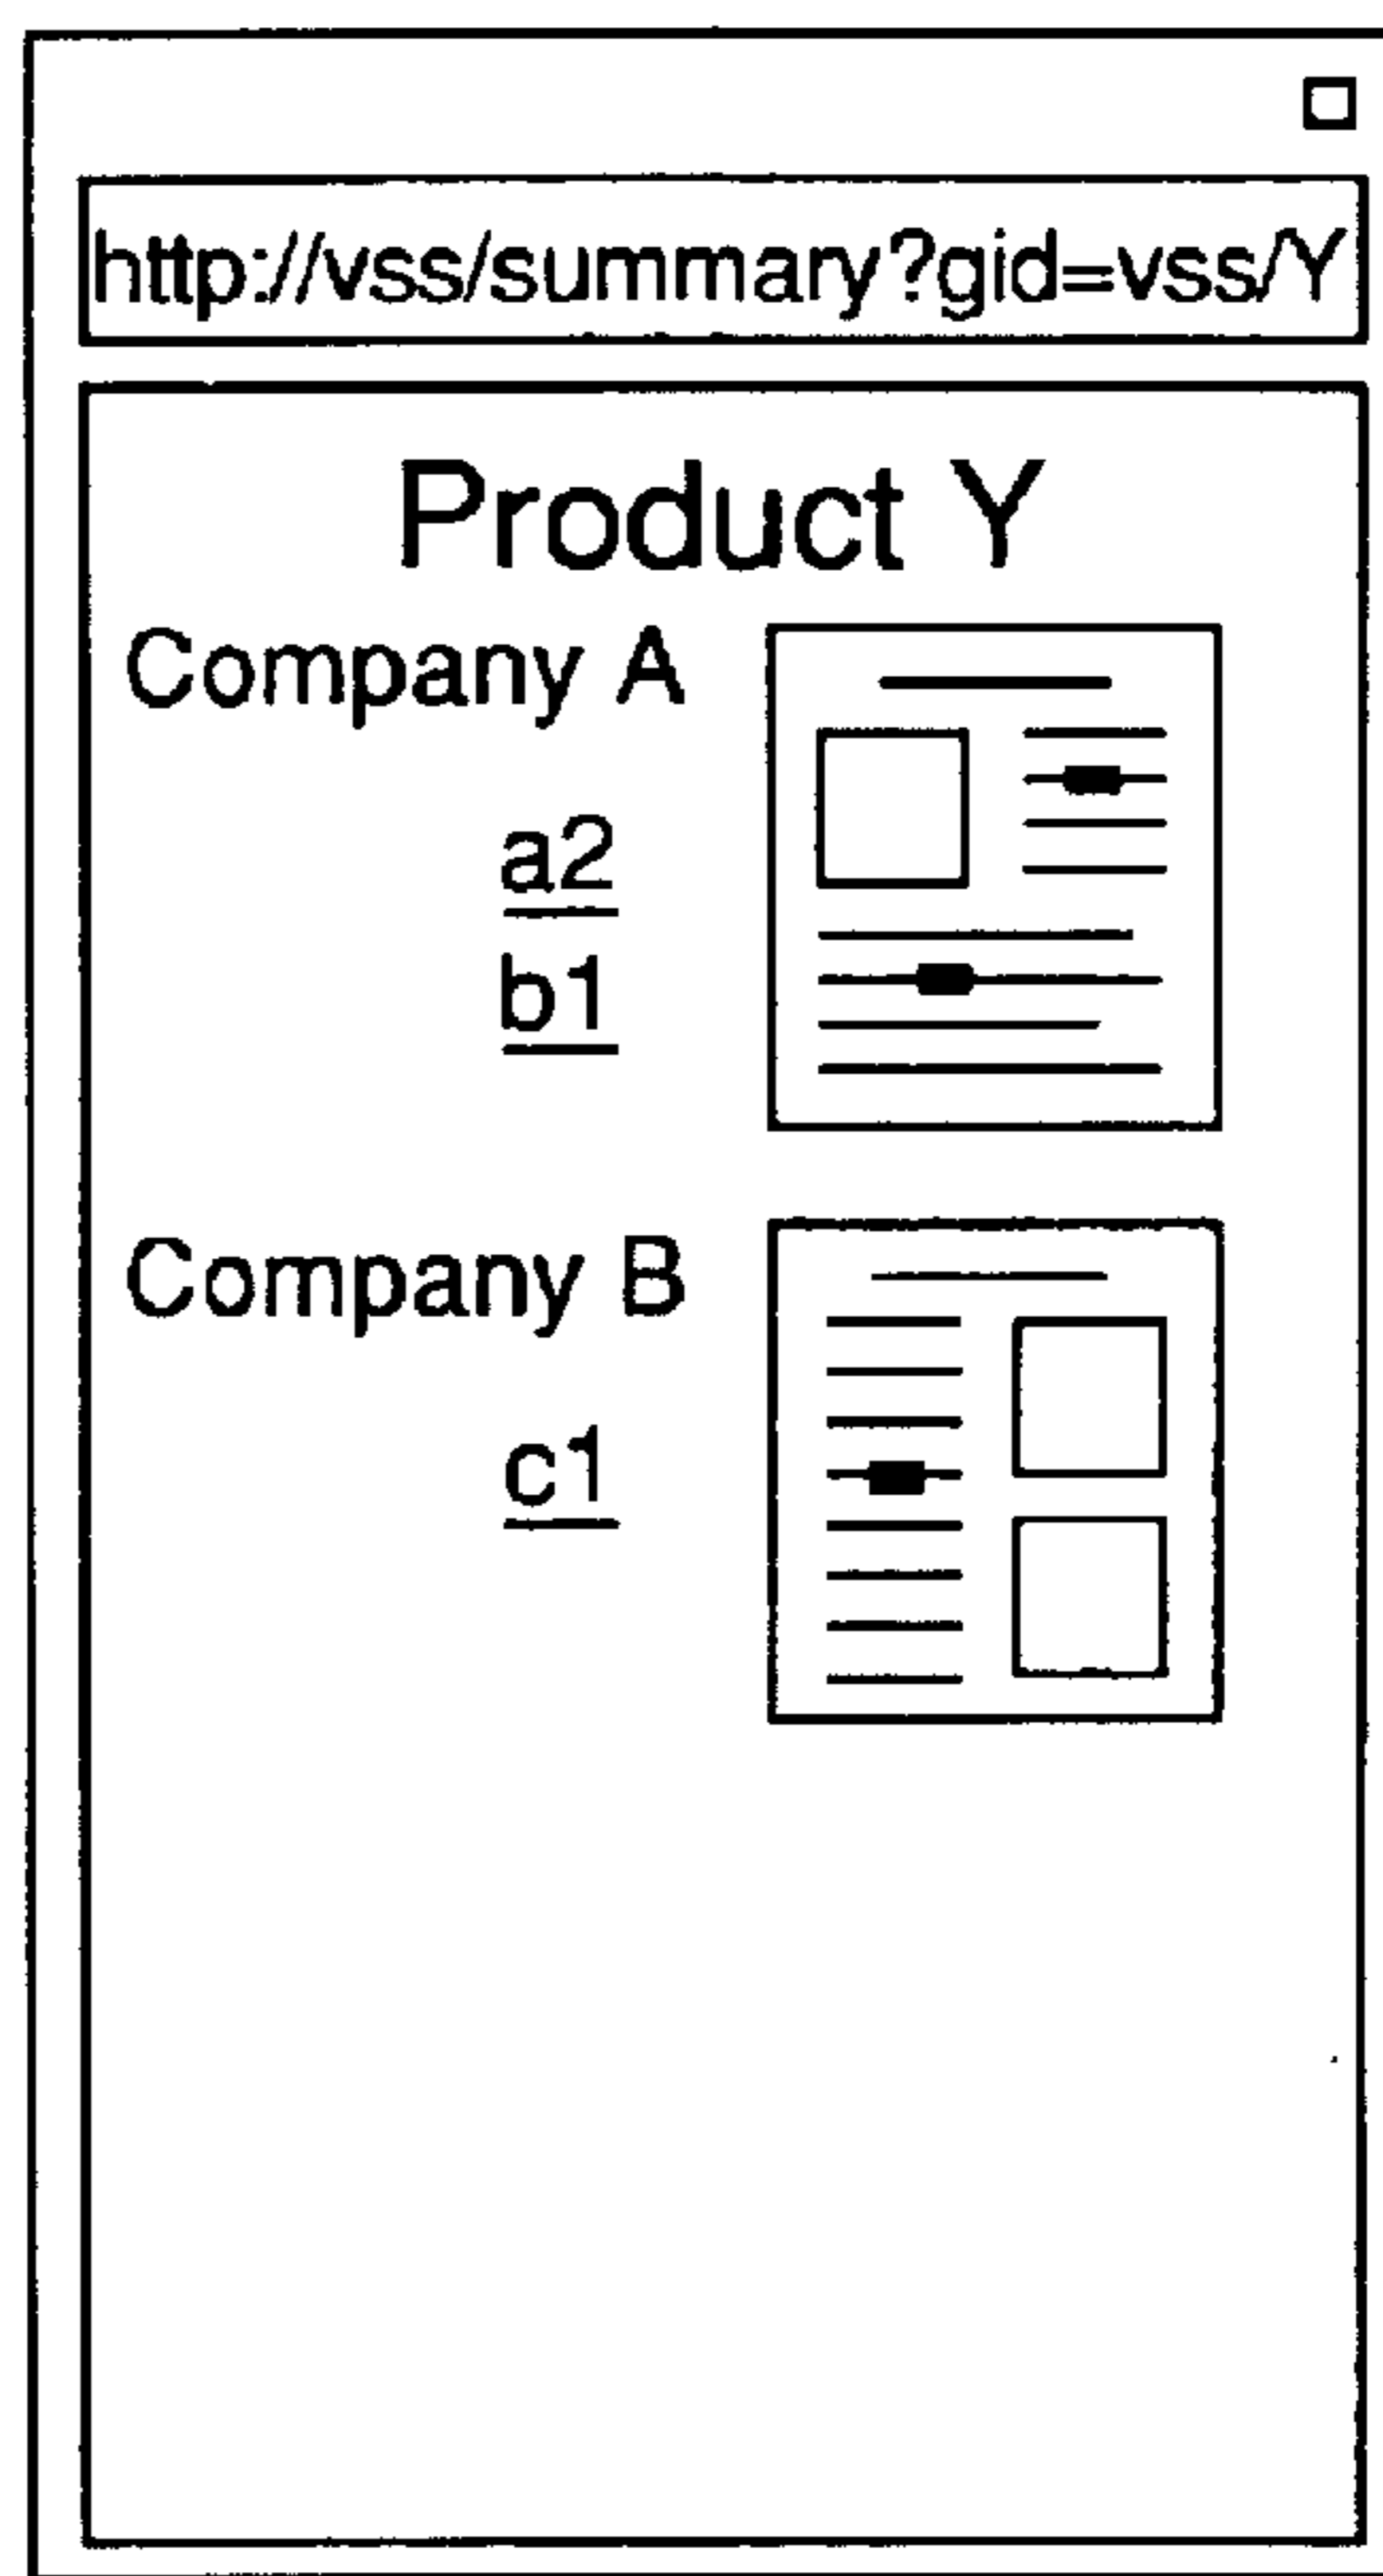 http://vss/summary?gid=vss/Y
Product Y
Company A
a2
b1
Company B
c1